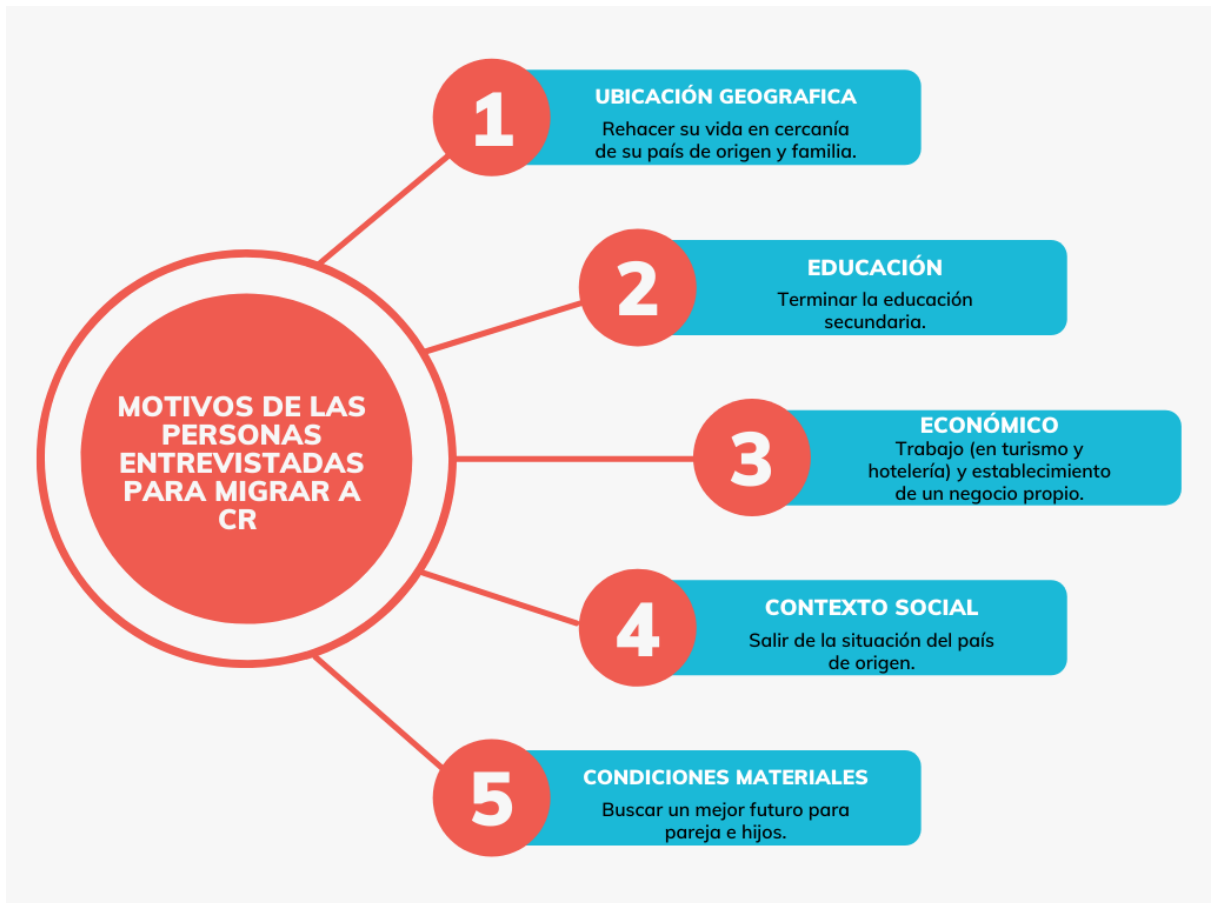 MOTIVOS DE LAS
PERSONAS
ENTREVISTADAS
PARA MIGRAR A
CR
1
UBICACIÓN GEOGRAFICA
Rehacer su vida en cercanía
de su país de origen y familia.
2
EDUCACIÓN
Terminar la educación
secundaria.
3
ECONÓMICO
Trabajo (en turismo y
hotelería) y establecimiento
de un negocio propio.
4
CONTEXTO SOCIAL
Salir de la situación del país
de origen.
5
CONDICIONES MATERIALES
Buscar un mejor futuro para
pareja e hijos.